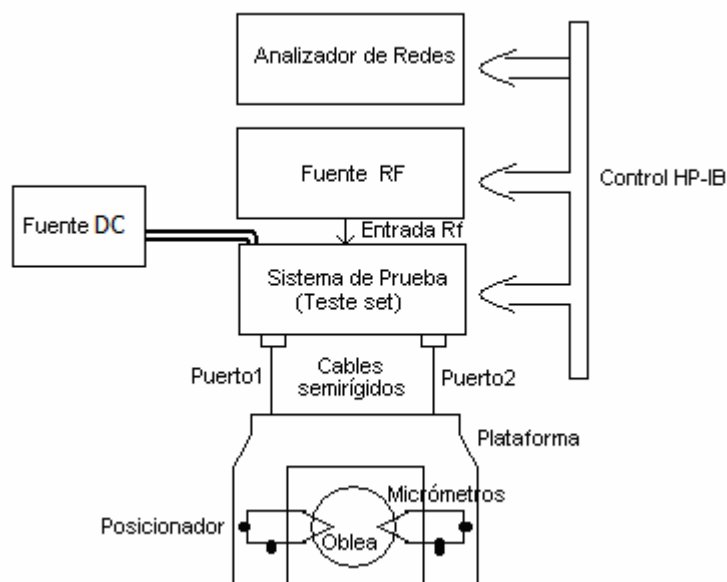 Analizador de Redes
Fuente RF
Control HP-IB
Fuente DC
Entrada Rf
Sistema de Prueba
(Teste set)
Puerto1
Cables
semirígidos
Puerto2
Plataforma
Micrómetros
Posicionador
Oblea